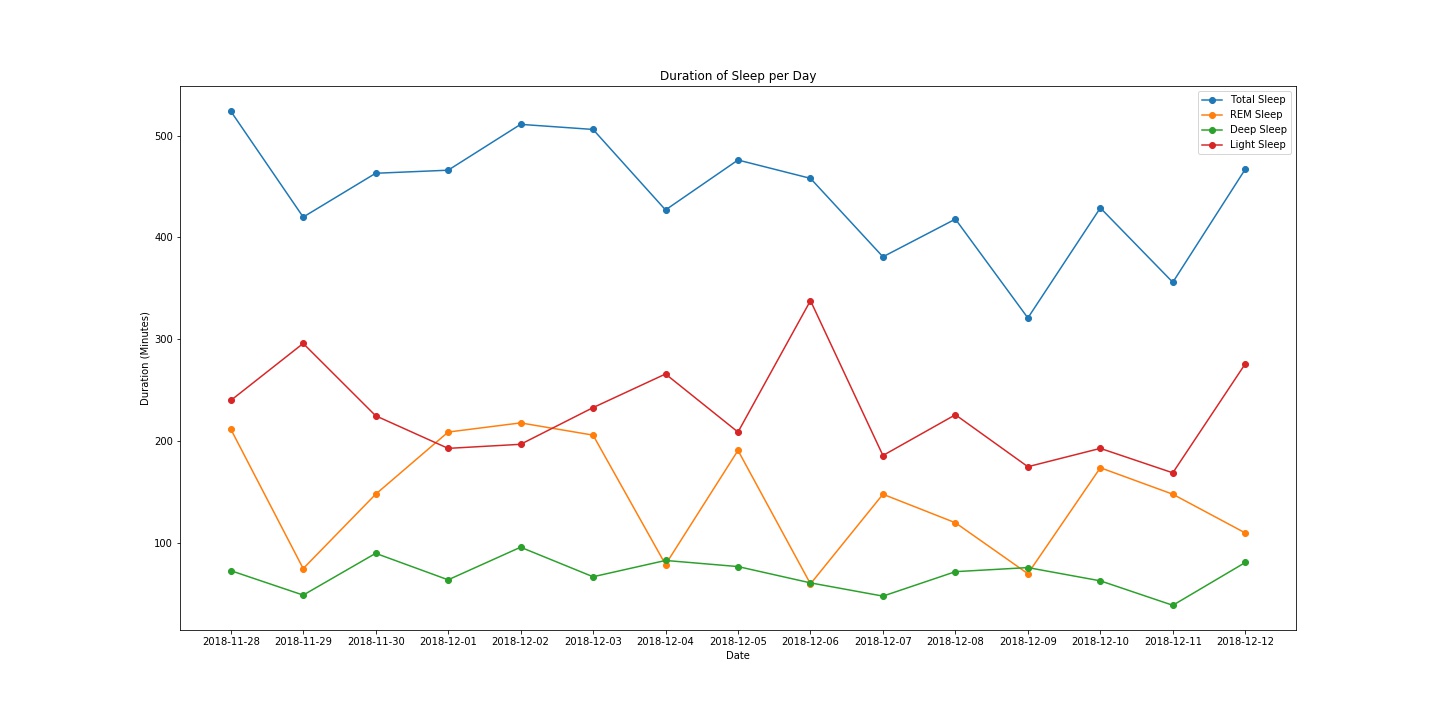 Duration of Sleep per Day
Total Sleep
REM Sleep
Deep Sleep
Light Sleep
500
400
300
200
100
Duration (Minutes)
2018-11-28 2018-11-29 2018-11-30 2018-12-01 2018-12-02 2018-12-03 2018-12-04 2018-12-05 2018-12-06 2018-12-07 2018-12-08 2018-12-09 2018-12-10 2018-12-11 2018-12-12
Date